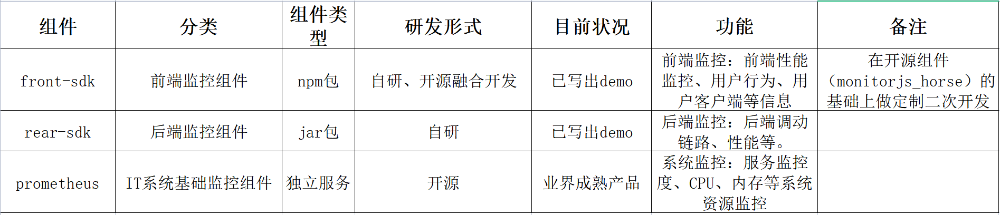 组件
分类
组件类
型
研发形式
目前状况
功能
备注
front-sdk
前端监控组件
npm包
自研、开源融合开发
已写出demo
前端监控：前端性能
监控、用户行为、用
户客户端等信息
在开源组件
（monitorjs_horse）的
基础上做定制二次开发
rear-sdk
后端监控组件
jar包
自研
已写出demo
后端监控：后端调动
链路、性能等。
prometheus
IT系统基础监控组件
独立服务
开源
业界成熟产品
系统监控：服务监控
度、CPU、内存等系统
资源监控